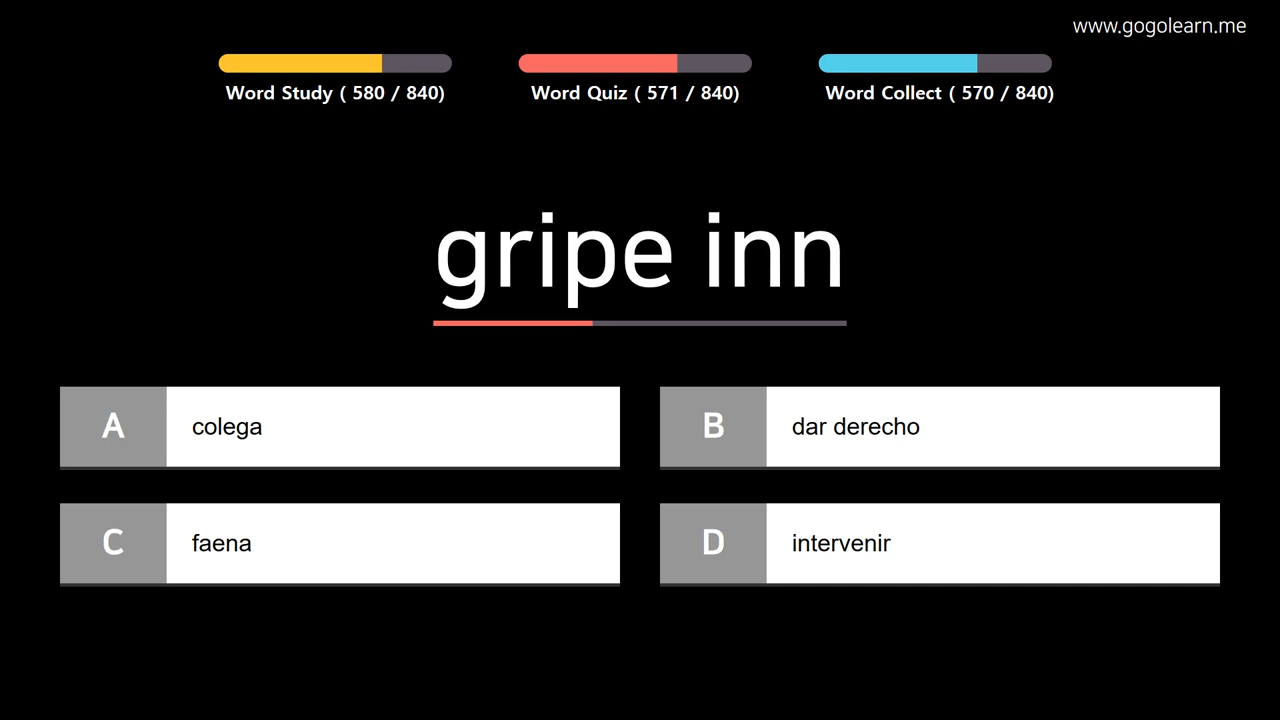 www.gogolearn.me
Word Study ( 580 / 840)
Word Quiz ( 571 / 840)
Word Collect ( 570 / 840)
gripe inn
A colega
B dar derecho
C faena
D intervenir